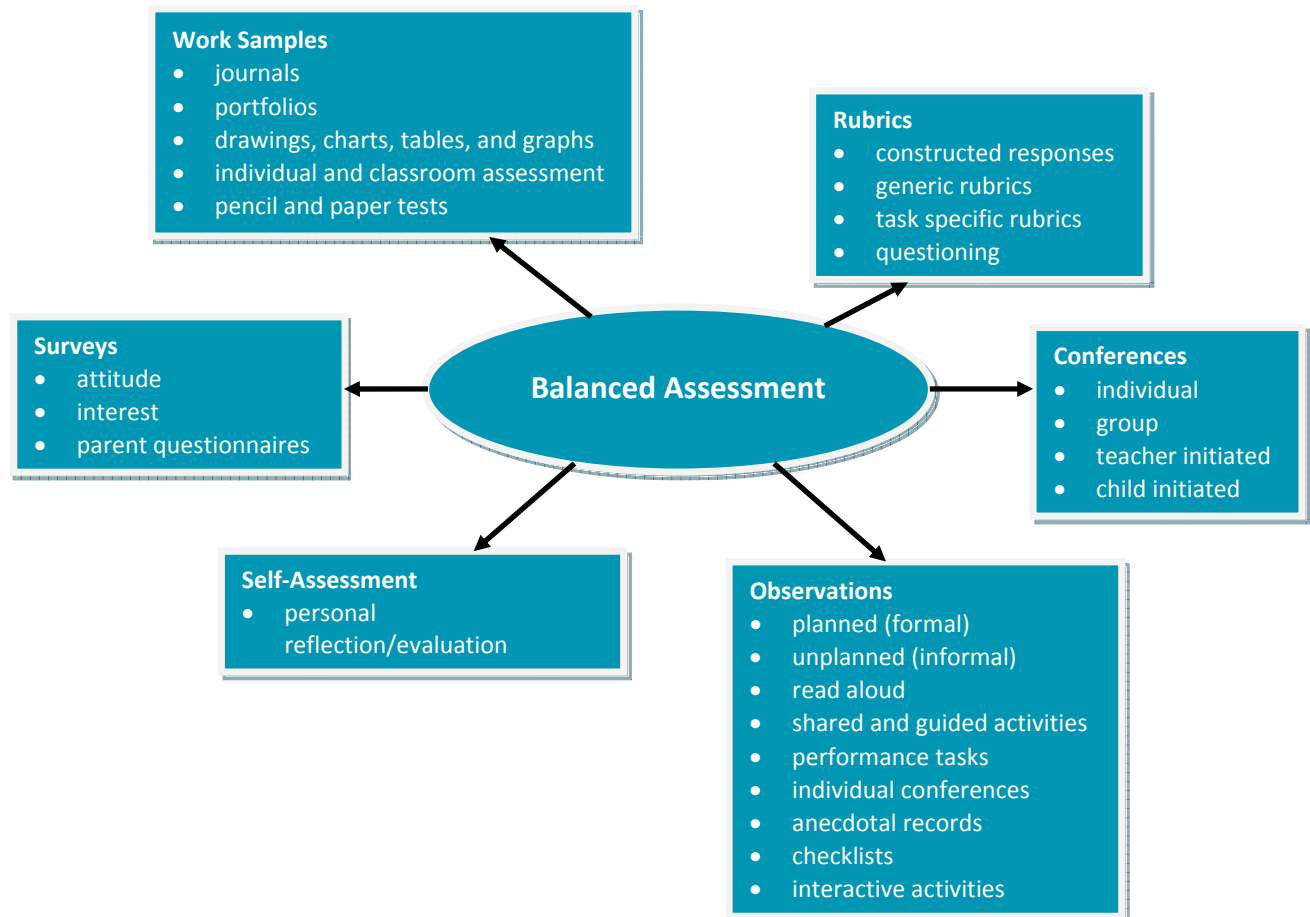 Work Samples
• journals
• portfolios
• drawings, charts, tables, and graphs
• individual and classroom assessment
• pencil and paper tests
Rubrics
• constructed responses
• generic rubrics
• task specific rubrics
• questioning
Surveys
• attitude
• interest
• parent questionnaires
Balanced Assessment
Conferences
• individual
• group
• teacher initiated
• child initiated
Self-Assessment
• personal
reflection/evaluation
Observations
• planned (formal)
• unplanned (informal)
• read aloud
• shared and guided activities
• performance tasks
• individual conferences
• anecdotal records
• checklists
• interactive activities